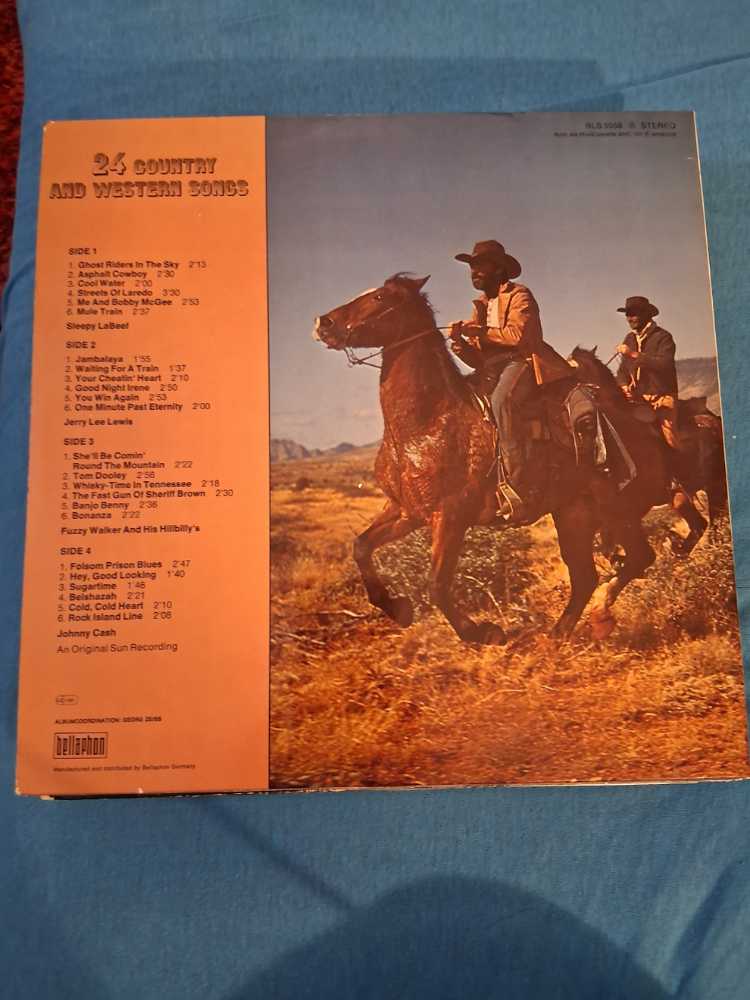 24 COUNTRY
AND WESTERN SONGS
STEREO
SIDE 1
1. Ghost Riders In The Sky 2'13
2. Asphalt Cowboy 2'30
3. Cool Water 2'00
4. Streets Of Laredo 3'30
5. Me And Bobby McGee 2'53
6. Mule Train 2'37
Sleepy LaBeef
SIDE 2
1. Jambalaya 1'55
2. Waiting For A Train 1'37
3. Your Cheatin' Heart 2'10
4. Good Night Irene 2'50
5. You Win Again 2'53
6. One Minute Past Eternity 2'00
Jerry Lee Lewis
SIDE 3
1. She'll Be Comin'
Round The Mountain 2'22
2. Tom Dooley 2'56
3. Whisky-Time In Tennessee 2'18
4. The Fast Gun Of Sheriff Brown 2'30
5. Banjo Benny 2'36
6. Bonanza 2'22
Fuzzy Walker And His Hillbilly's
SIDE 4
1. Folsom Prison Blues 2'47
2. Hey, Good Looking 1'40
3. Sugartime 1'46
4. Belshazah 2'21
5. Cold, Cold Heart 2'10
6. Rock Island Line 2'08
Johnny Cash
An Original Sun Recording
ALBUMCOORDINATION: GEORG
bellaphon
Manufactured and distributed by Bellaphon Germany